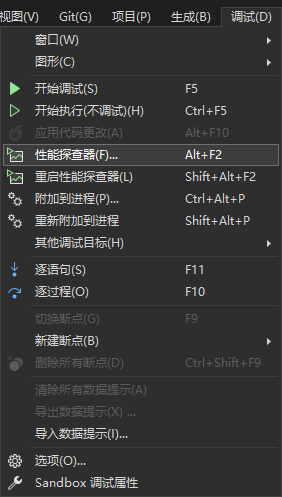 视图(V) Git(G) 项目(P) 生成(B) 调试(D)
窗口(W)
图形(C)
开始调试(S) F5
开始执行(不调试)(H) Ctrl+F5
应用代码更改(A) Alt+F10
性能探查器(F)... Alt+F2
重启性能探查器(L) Shift+Alt+F2
附加到进程(P)... Ctrl+Alt+P
重新附加到进程 Shift+Alt+P
其他调试目标(H)
逐语句(S) F11
逐过程(O) F10
切换断点(G) F9
新建断点(B)
删除所有断点(D) Ctrl+Shift+F9
清除所有数据提示(A)
导出数据提示(X) ...
导入数据提示(I)...
选项(O)...
Sandbox 调试属性